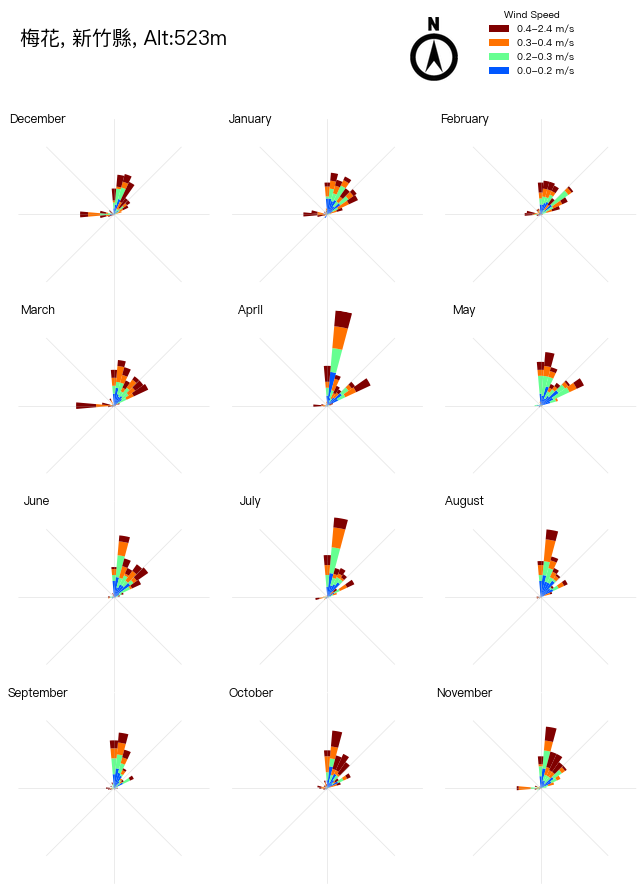 梅花, 新竹縣, Alt:523m
N
Wind Speed
0.4-2.4 m/s
0.3-0.4 m/s
0.2-0.3 m/s
0.0-0.2 m/s
December
January
February
March
April
May
June
July
August
September
October
November